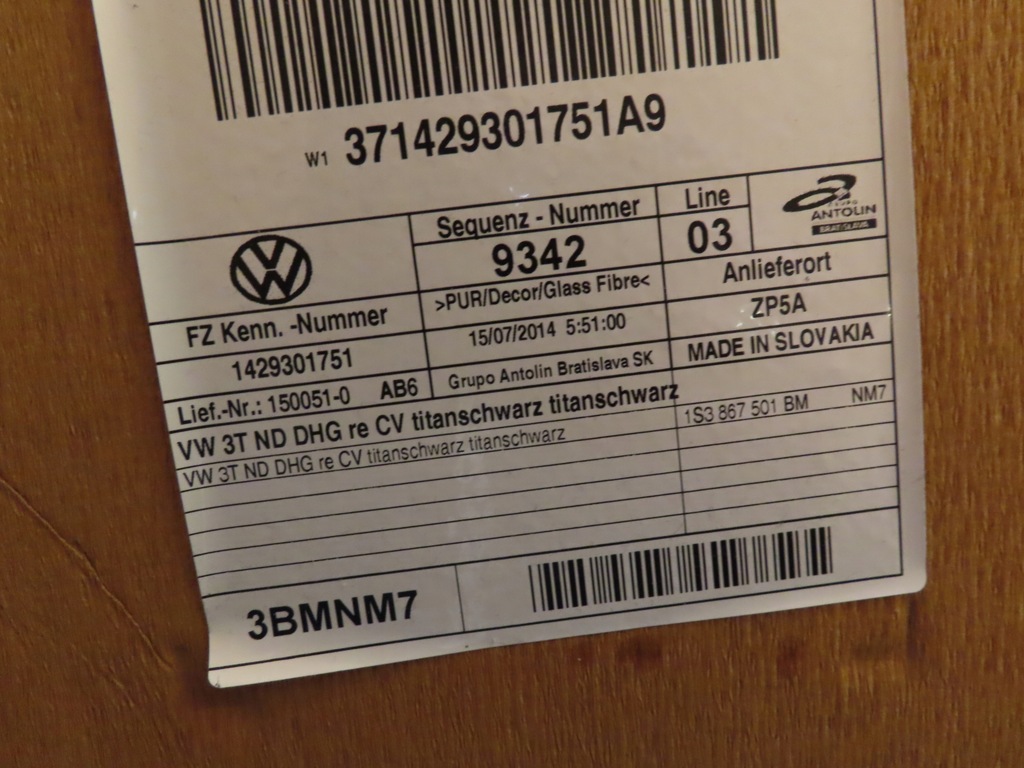 W1 371429301751A9
Sequenz - Nummer
9342
Line
03
GRUPO
ANTOLIN
BRATISLAVA
VW
FZ Kenn. -Nummer
1429301751
Lief.-Nr.: 150051-0 AB6
>PUR/Decor/Glass Fibre<
15/07/2014 5:51:00
Grupo Antolin Bratislava SK
Anlieferort
ZP5A
MADE IN SLOVAKIA
VW 3T ND DHG re CV titanschwarz titanschwarz
VW 3T ND DHG re CV titanschwarz titanschwarz
1S3 867 501 BM NM7
3BMNM7